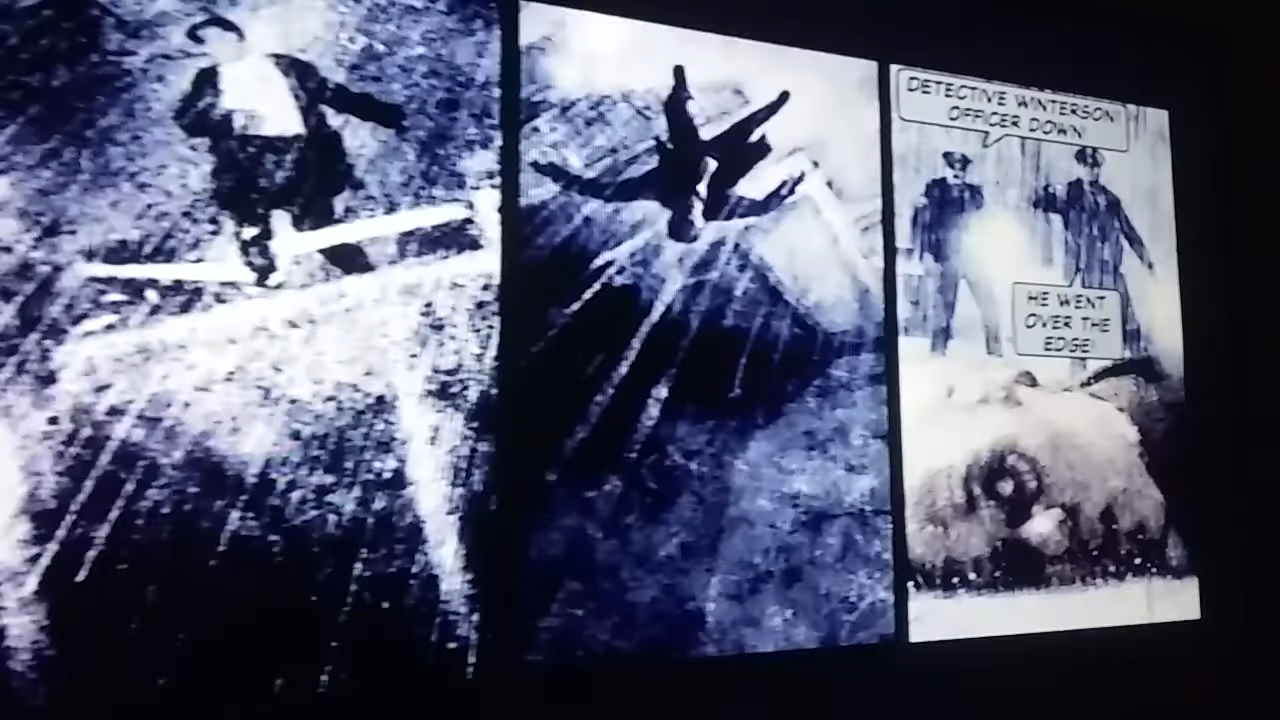 DETECTIVE WINTERSON
OFFICER DOWN!
HE WENT
OVER THE
EDGE!